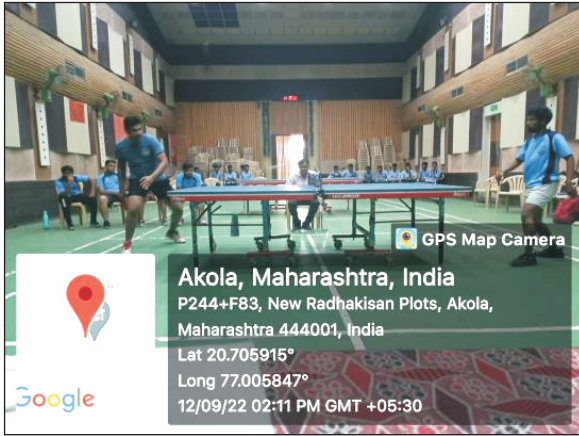 GPS Map Camera
Akola, Maharashtra, India
P244+F83, New Radhakisan Plots, Akola,
Maharashtra 444001, India
Lat 20.705915°
Long 77.005847°
12/09/22 02:11 PM GMT +05:30
Google